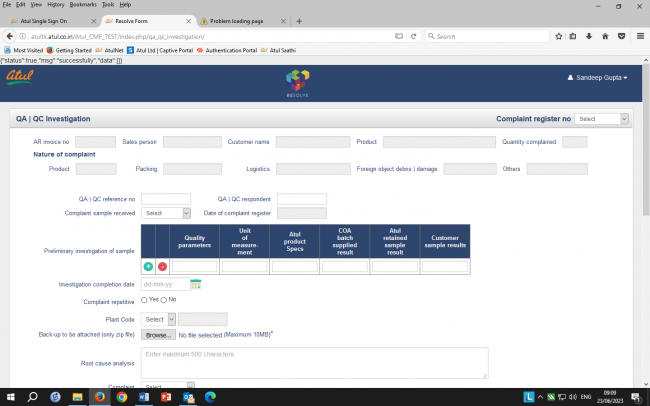 File Edit View History Bookmarks Tools Help
Atul Single Sign On × Resolve Form × Problem loading page × +
atultk.atul.co.in/Atul_CMF_TEST/index.php/qa_qc_investigation/ Search
Most Visited Getting Started AtulNet Atul Ltd | Captive Portal Authentication Portal Atul Saathi
{"status":true,"msg":"successfully","data":[]}
Atul RESOLVE Sandeep Gupta
QA | QC Investigation Complaint register no Select
AR invoice no Sales person Customer name Product Quantity complained
Nature of complaint
Product Packing Logistics Foreign object debris | damage Others
QA | QC reference no QA | QC respondent
Complaint sample received Select Date of complaint register
Preliminary investigation of sample
Quality parameters
Unit of measure-ment
Atul product Specs
COA batch supplied result
Atul retained sample result
Customer sample results
Investigation completion date dd-mm-yy
Complaint repetitive Yes No
Plant Code Select
Back-up to be attached (only zip file) Browse... No file selected (Maximum 10MB)*
Root cause analysis Enter maximum 500 characters
Complaint Select
ENG 09:09
23/06/2023